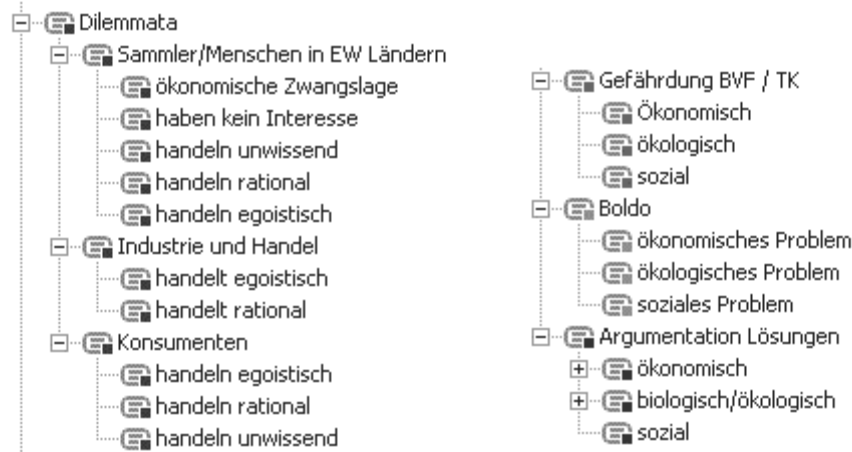 Dilemmata
Sammler/Menschen in EW Ländern
ökonomische Zwangslage
haben kein Interesse
handeln unwissend
handeln rational
handeln egoistisch
Industrie und Handel
handelt egoistisch
handelt rational
Konsumenten
handeln egoistisch
handeln rational
handeln unwissend
Gefährdung BVF / TK
Ökonomisch
ökologisch
sozial
Boldo
ökonomisches Problem
ökologisches Problem
soziales Problem
Argumentation Lösungen
ökonomisch
biologisch/ökologisch
sozial